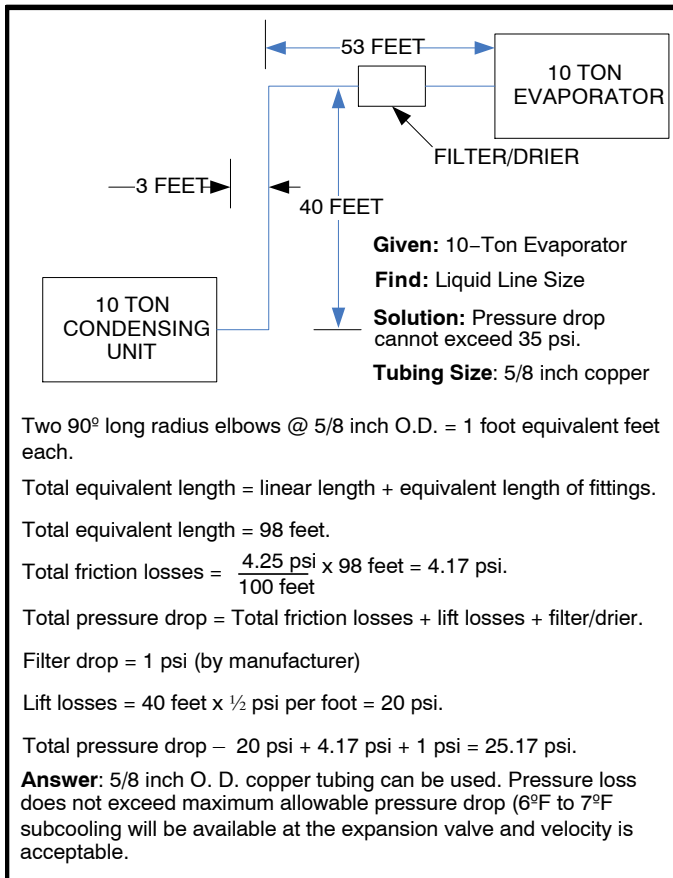 53 FEET
10 TON
EVAPORATOR
FILTER/DRIER
3 FEET
40 FEET
Given: 10−Ton Evaporator
Find: Liquid Line Size
10 TON
CONDENSING
UNIT
Solution: Pressure drop
cannot exceed 35 psi.
Tubing Size: 5/8 inch copper
Two 90º long radius elbows @ 5/8 inch O.D. = 1 foot equivalent feet
each.
Total equivalent length = linear length + equivalent length of fittings.
Total equivalent length = 98 feet.
Total friction losses = 4.25 psi/100 feet x 98 feet = 4.17 psi.
Total pressure drop = Total friction losses + lift losses + filter/drier.
Filter drop = 1 psi (by manufacturer)
Lift losses = 40 feet x ½ psi per foot = 20 psi.
Total pressure drop − 20 psi + 4.17 psi + 1 psi = 25.17 psi.
Answer: 5/8 inch O. D. copper tubing can be used. Pressure loss
does not exceed maximum allowable pressure drop (6ºF to 7ºF
subcooling will be available at the expansion valve and velocity is
acceptable.